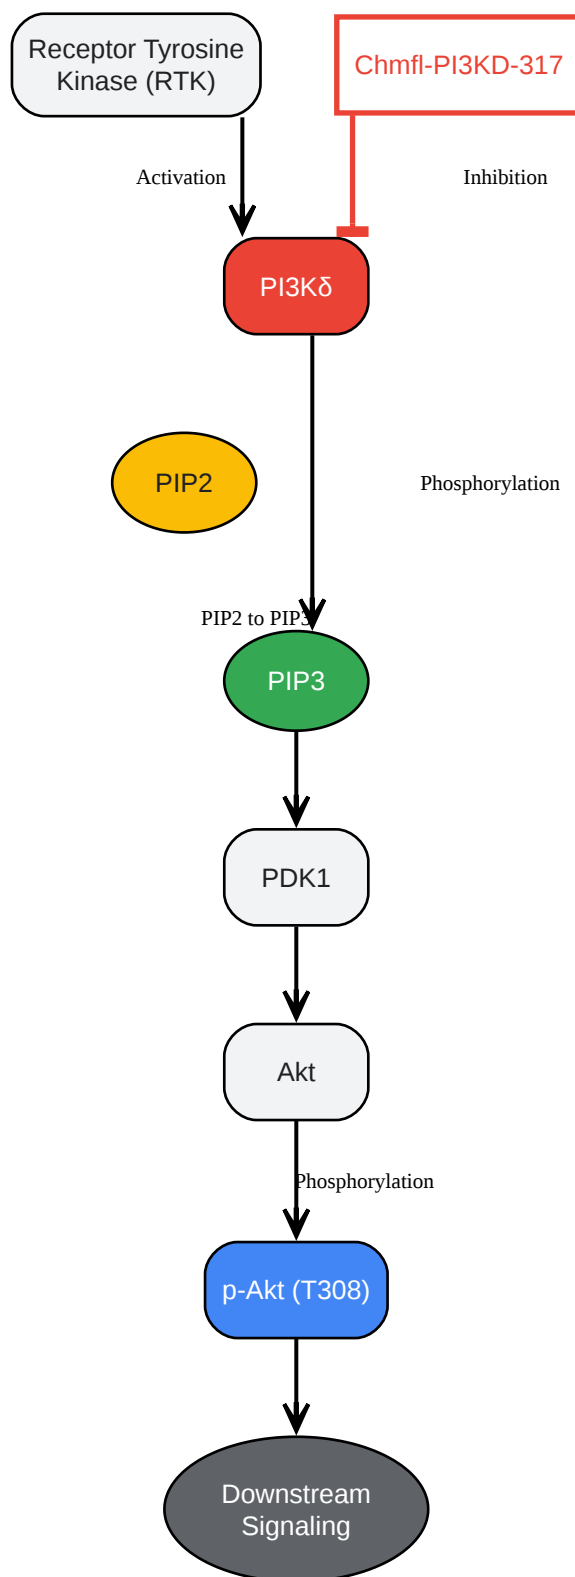 Receptor Tyrosine
Kinase (RTK)
Chmfl-PI3KD-317
Activation
Inhibition
PI3Kδ
PIP2
Phosphorylation
PIP2 to PIP3
PIP3
PDK1
Akt
Phosphorylation
p-Akt (T308)
Downstream
Signaling